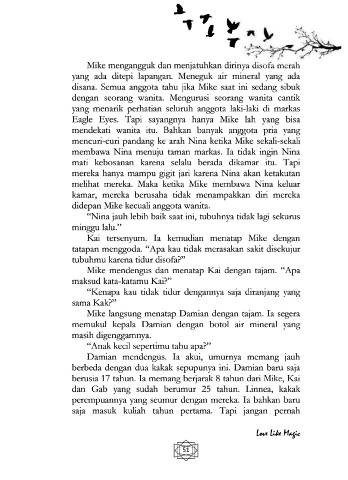 Mike mengangguk dan menjatuhkan dirinya disofa merah
yang ada ditepi lapangan. Meneguk air mineral yang ada
disana. Semua anggota tahu jika Mike saat ini sedang sibuk
dengan seorang wanita. Mengurusi seorang wanita cantik
yang menarik perhatian seluruh anggota laki-laki di markas
Eagle Eyes. Tapi sayangnya hanya Mike lah yang bisa
mendekati wanita itu. Bahkan banyak anggota pria yang
mencuri-curi pandang ke arah Nina ketika Mike sekali-sekali
membawa Nina menuju taman markas. Ia tidak ingin Nina
mati kebosanan karena selalu berada dikamar itu. Tapi
mereka hanya mampu gigit jari karena Nina akan ketakutan
melihat mereka. Maka ketika Mike membawa Nina keluar
kamar, mereka berusaha tidak menampakkan diri mereka
didepan Mike kecuali anggota wanita.
“Nina jauh lebih baik saat ini, tubuhnya tidak lagi sekurus
minggu lalu.”
Kai tersenyum. Ia kemudian menatap Mike dengan
tatapan menggoda. “Apa kau tidak merasakan sakit disekujur
tubuhmu karena tidur disofa?”
Mike mendengus dan menatap Kai dengan tajam. “Apa
maksud kata-katamu Kai?”
“Kenapa kau tidak tidur dengannya saja diranjang yang
sama Kak?”
Mike langsung menatap Damian dengan tajam. Ia segera
memukul kepala Damian dengan botol air mineral yang
masih digenggamnya.
“Anak kecil sepertimu tahu apa?”
Damian mendengus. Ia akui, umurnya memang jauh
berbeda dengan dua kakak sepupunya ini. Damian baru saja
berusia 17 tahun. Ia memang berjarak 8 tahun dari Mike, Kai
dan Gab yang sudah berumur 25 tahun. Linnea, kakak
perempuannya yang seumur dengan mereka. Ia bahkan baru
saja masuk kuliah tahun pertama. Tapi jangan pernah
Love Like Magic
51